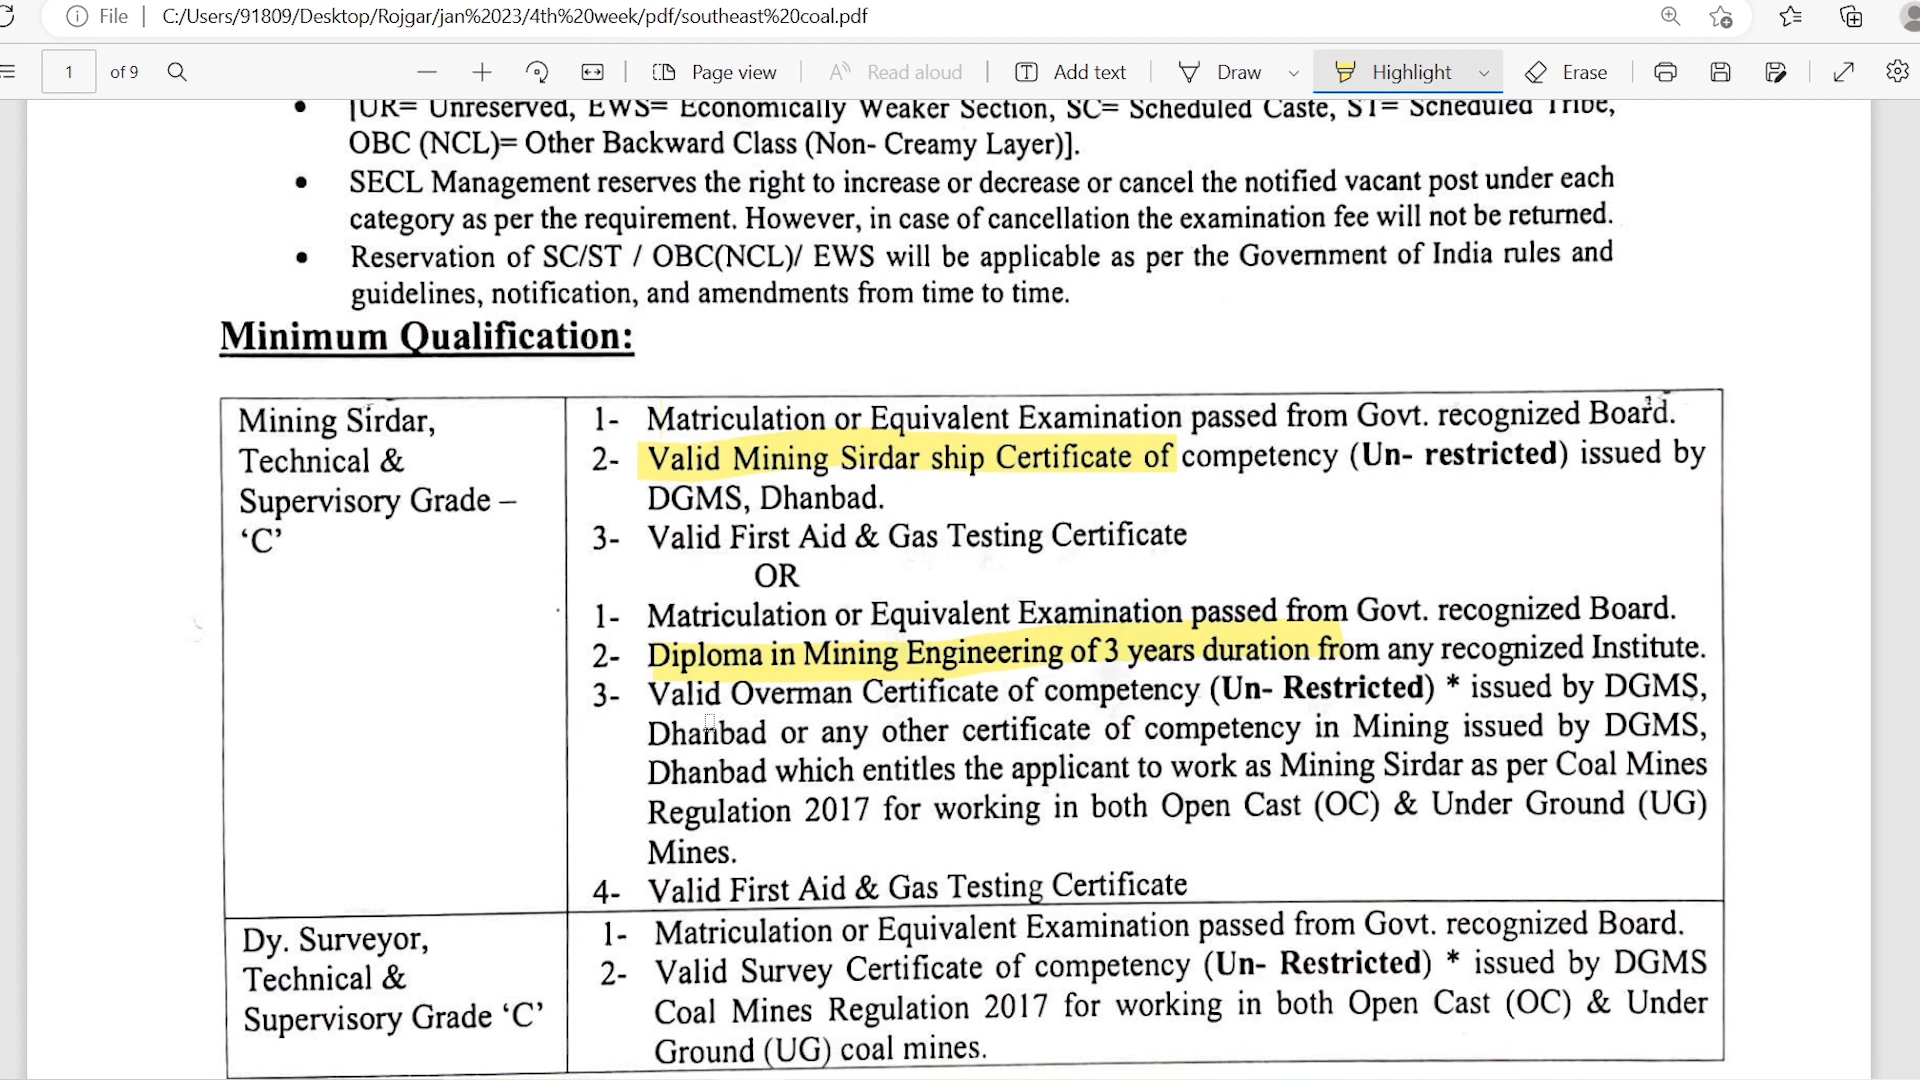 File
C:/Users/91809/Desktop/Rojgar/jan%2023/4th%20week/pdf/southeast%20coal.pdf
1 of 9 Page view Read aloud Add text Draw Highlight Erase
• [UR= Unreserved, EWS= Economically Weaker Section, SC= Scheduled Caste, ST= Scheduled Tribe,
OBC (NCL)= Other Backward Class (Non- Creamy Layer)].
• SECL Management reserves the right to increase or decrease or cancel the notified vacant post under each
category as per the requirement. However, in case of cancellation the examination fee will not be returned.
• Reservation of SC/ST / OBC(NCL)/ EWS will be applicable as per the Government of India rules and
guidelines, notification, and amendments from time to time.
Minimum Qualification:
Mining Sirdar,
Technical &
Supervisory Grade –
‘C’
1- Matriculation or Equivalent Examination passed from Govt. recognized Board.
2- Valid Mining Sirdar ship Certificate of competency (Un- restricted) issued by
DGMS, Dhanbad.
3- Valid First Aid & Gas Testing Certificate
OR
1- Matriculation or Equivalent Examination passed from Govt. recognized Board.
2- Diploma in Mining Engineering of 3 years duration from any recognized Institute.
3- Valid Overman Certificate of competency (Un- Restricted) * issued by DGMS,
Dhanbad or any other certificate of competency in Mining issued by DGMS,
Dhanbad which entitles the applicant to work as Mining Sirdar as per Coal Mines
Regulation 2017 for working in both Open Cast (OC) & Under Ground (UG)
Mines.
4- Valid First Aid & Gas Testing Certificate
Dy. Surveyor,
Technical &
Supervisory Grade ‘C’
1- Matriculation or Equivalent Examination passed from Govt. recognized Board.
2- Valid Survey Certificate of competency (Un- Restricted) * issued by DGMS
Coal Mines Regulation 2017 for working in both Open Cast (OC) & Under
Ground (UG) coal mines.